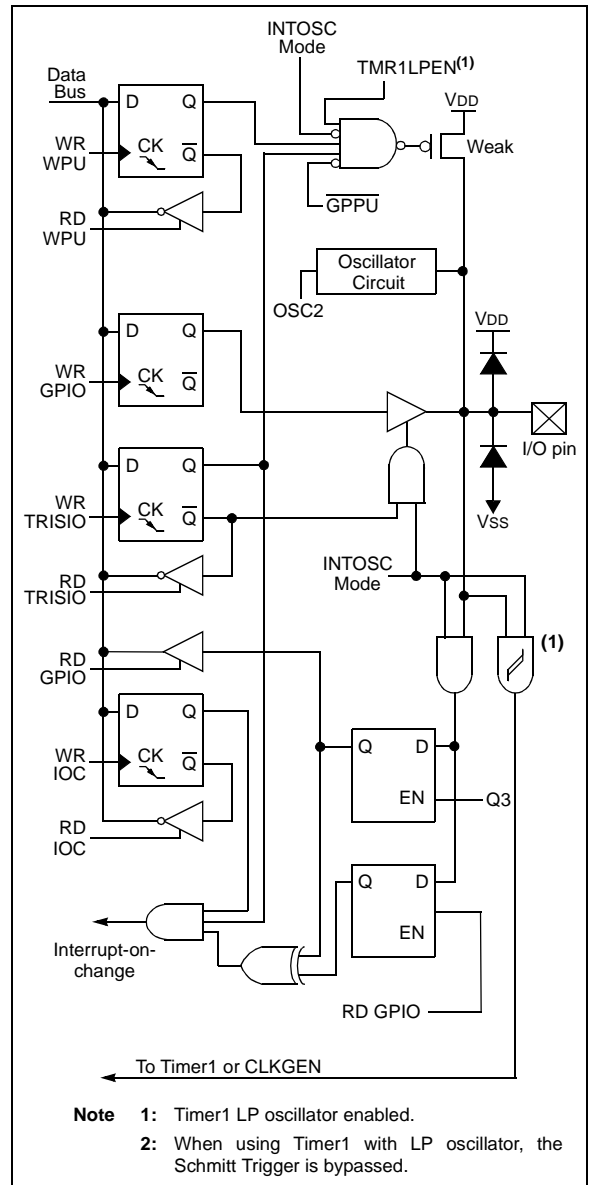 INTOSC
Mode
TMR1LPEN(1)
Data
Bus
VDD
D Q
WR
WPU
CK Q
Weak
RD
WPU
GPPU
Oscillator
Circuit
OSC2
VDD
D Q
WR
GPIO
CK Q
I/O pin
D Q
WR
TRISIO
CK Q
VSS
RD
TRISIO
INTOSC
Mode
(1)
RD
GPIO
D Q
Q D
WR
IOC
CK Q
EN
Q3
RD
IOC
Q D
EN
Interrupt-on-
change
RD GPIO
To Timer1 or CLKGEN
Note 1: Timer1 LP oscillator enabled.
2: When using Timer1 with LP oscillator, the
Schmitt Trigger is bypassed.